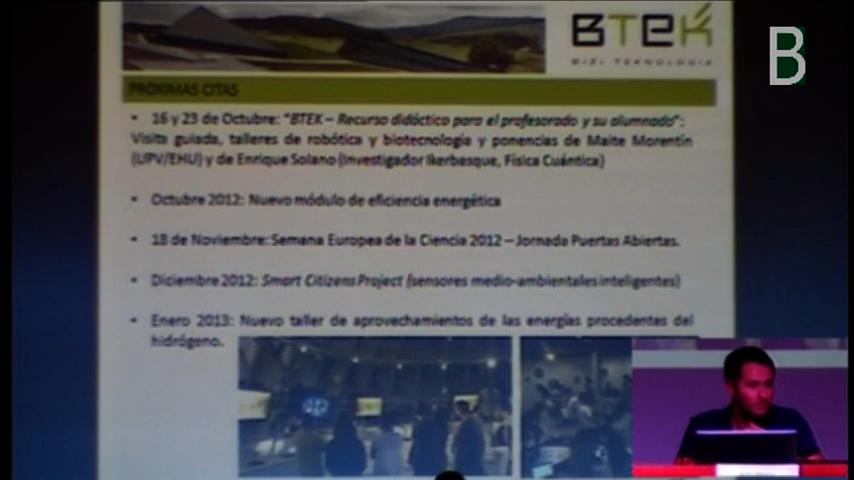 BTEK
BIZI TEKNOLOGIA
B
PROXIMAS CITAS
• 16 y 23 de Octubre: "BTEK – Recurso didáctico para el profesorado y su alumnado":
Visita guiada, talleres de robótica y biotecnología y ponencias de Maite Morentín
(UPV/EHU) y de Enrique Solano (Investigador Ikerbasque, Física Cuántica)
• Octubre 2012: Nuevo módulo de eficiencia energética
• 18 de Noviembre: Semana Europea de la Ciencia 2012 – Jornada Puertas Abiertas.
• Diciembre 2012: Smart Citizens Project (sensores medio-ambientales inteligentes)
• Enero 2013: Nuevo taller de aprovechamientos de las energías procedentes del
hidrógeno.